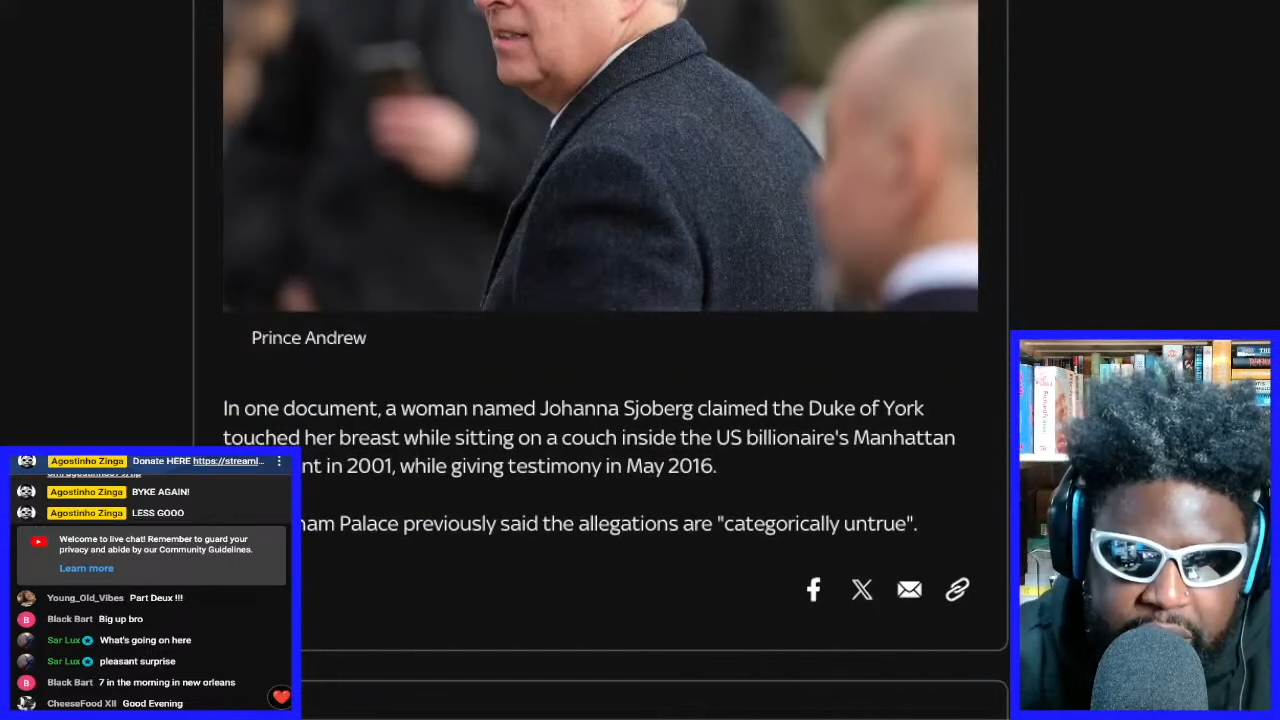 Prince Andrew
In one document, a woman named Johanna Sjoberg claimed the Duke of York
touched her breast while sitting on a couch inside the US billionaire's Manhattan
nt in 2001, while giving testimony in May 2016.
ham Palace previously said the allegations are "categorically untrue".
Agostinho Zinga Donate HERE https://streaml...
Agostinho Zinga BYKE AGAIN!
Agostinho Zinga LESS GOOO
Welcome to live chat! Remember to guard your
privacy and abide by our Community Guidelines.
Learn more
Young_Old_Vibes Part Deux !!!
B Black Bart Big up bro
Sar Lux What's going on here
Sar Lux pleasant surprise
B Black Bart 7 in the morning in new orleans
CheeseFood XII Good Evening